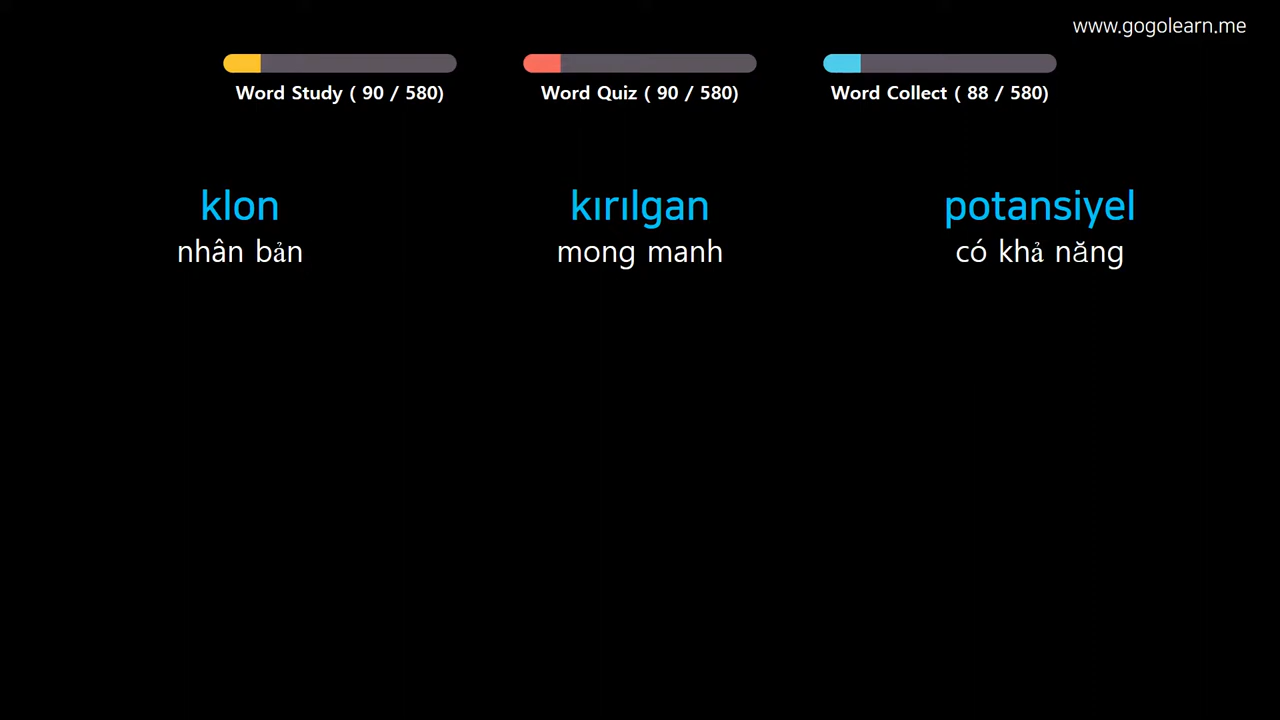 www.gogolearn.me
Word Study ( 90 / 580)
Word Quiz ( 90 / 580)
Word Collect ( 88 / 580)
klon
nhân bản
kırılgan
mong manh
potansiyel
có khả năng